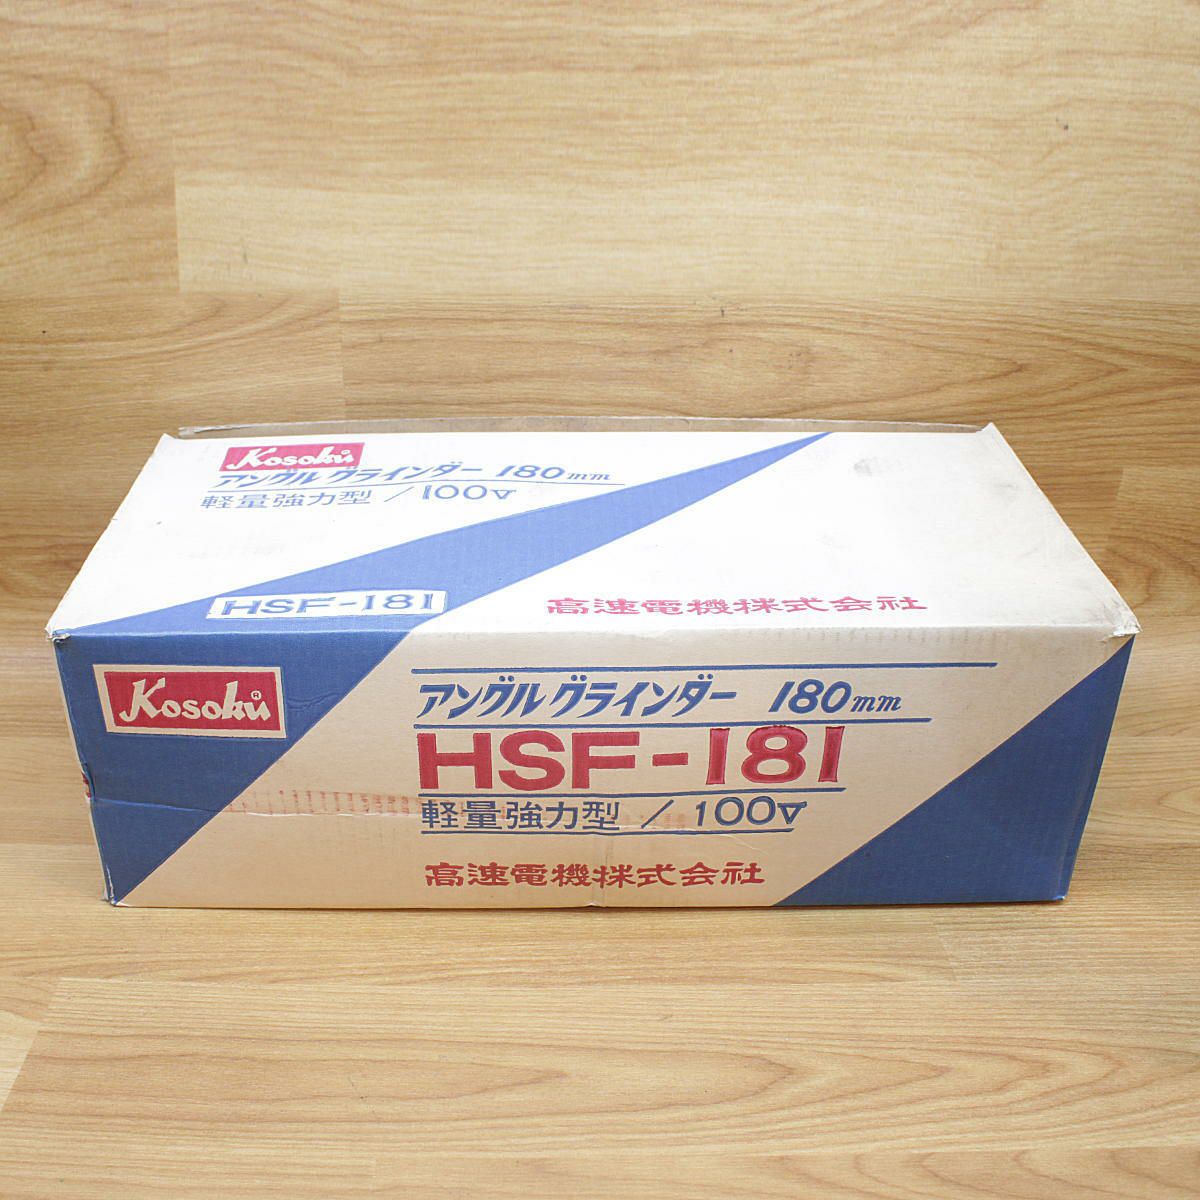 Kosoku
アングルグラインダー 180mm
軽量強力型/100V
HSF-181
高速電機株式会社
Kosoku®
アングルグラインダー 180mm
HSF-181
軽量強力型/100V
高速電機株式会社